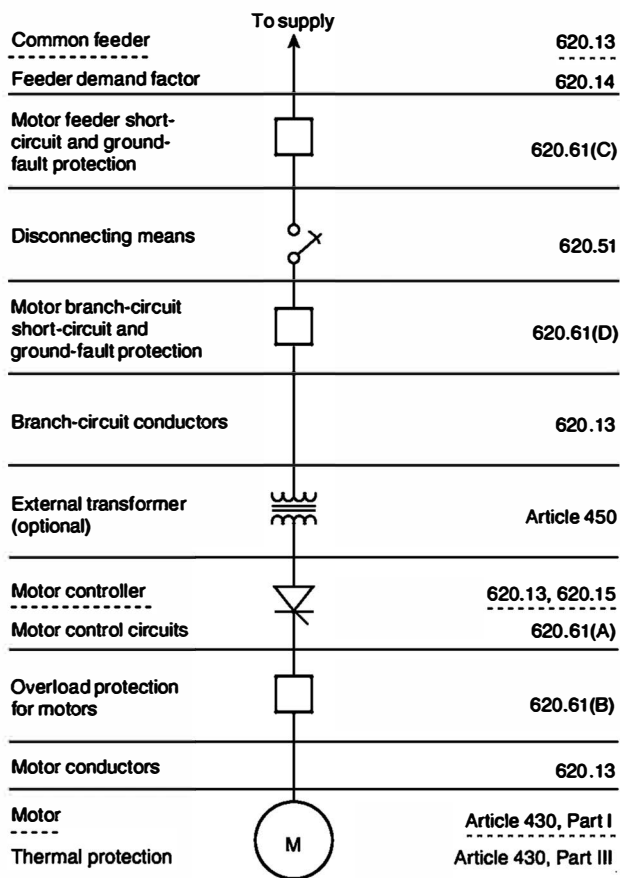 To supply
Common feeder 620.13
Feeder demand factor 620.14
Motor feeder short-
circuit and ground-
fault protection 620.61(C)
Disconnecting means 620.51
Motor branch-circuit
short-circuit and
ground-fault protection 620.61(D)
Branch-circuit conductors 620.13
External transformer
(optional) Article 450
Motor controller 620.13, 620.15
Motor control circuits 620.61(A)
Overload protection
for motors 620.61(B)
Motor conductors 620.13
Motor Article 430, Part I
M
Thermal protection Article 430, Part III